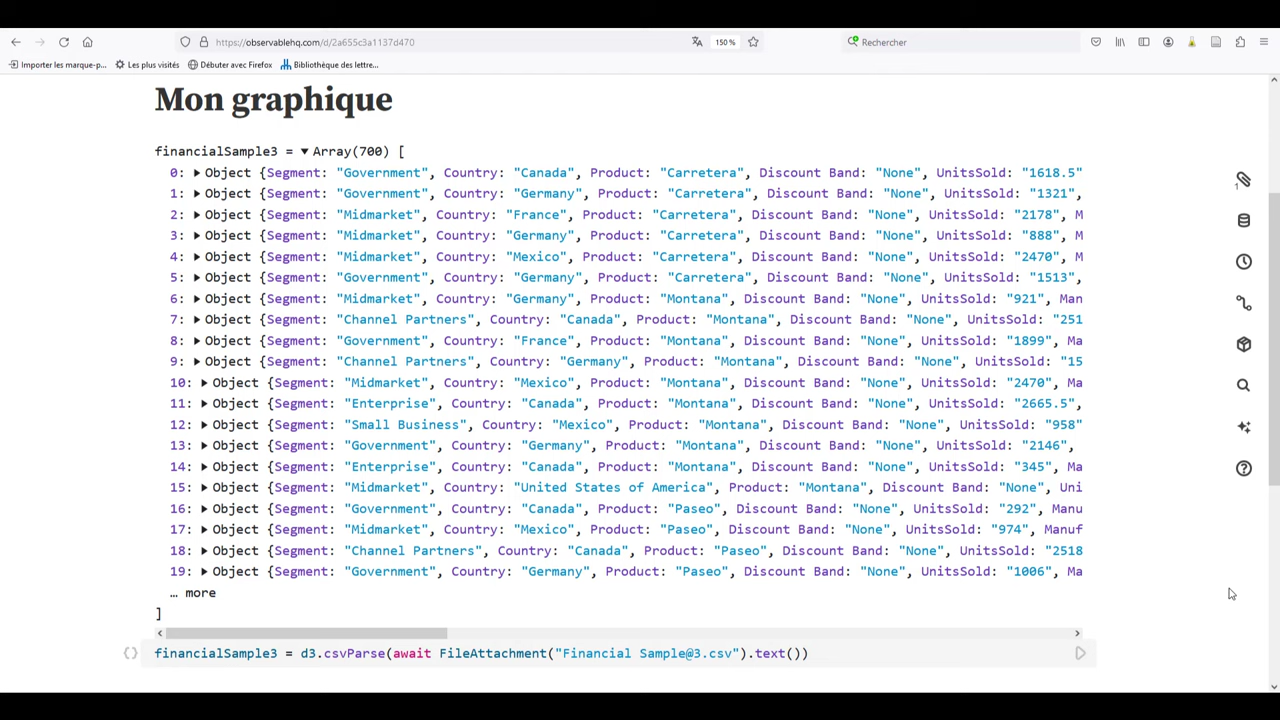 https://observablehq.com/d/2a655c3a1137d470
150 %
Rechercher
Importer les marque-p...
Les plus visités
Débuter avec Firefox
Bibliothèque des lettre...
Mon graphique
financialSample3 = ▼ Array(700) [
0: ▶ Object {Segment: "Government", Country: "Canada", Product: "Carretera", Discount Band: "None", UnitsSold: "1618.5"
1: ▶ Object {Segment: "Government", Country: "Germany", Product: "Carretera", Discount Band: "None", UnitsSold: "1321",
2: ▶ Object {Segment: "Midmarket", Country: "France", Product: "Carretera", Discount Band: "None", UnitsSold: "2178", M
3: ▶ Object {Segment: "Midmarket", Country: "Germany", Product: "Carretera", Discount Band: "None", UnitsSold: "888", M
4: ▶ Object {Segment: "Midmarket", Country: "Mexico", Product: "Carretera", Discount Band: "None", UnitsSold: "2470", M
5: ▶ Object {Segment: "Government", Country: "Germany", Product: "Carretera", Discount Band: "None", UnitsSold: "1513",
6: ▶ Object {Segment: "Midmarket", Country: "Germany", Product: "Montana", Discount Band: "None", UnitsSold: "921", Man
7: ▶ Object {Segment: "Channel Partners", Country: "Canada", Product: "Montana", Discount Band: "None", UnitsSold: "251
8: ▶ Object {Segment: "Government", Country: "France", Product: "Montana", Discount Band: "None", UnitsSold: "1899", Ma
9: ▶ Object {Segment: "Channel Partners", Country: "Germany", Product: "Montana", Discount Band: "None", UnitsSold: "15
10: ▶ Object {Segment: "Midmarket", Country: "Mexico", Product: "Montana", Discount Band: "None", UnitsSold: "2470", Ma
11: ▶ Object {Segment: "Enterprise", Country: "Canada", Product: "Montana", Discount Band: "None", UnitsSold: "2665.5",
12: ▶ Object {Segment: "Small Business", Country: "Mexico", Product: "Montana", Discount Band: "None", UnitsSold: "958"
13: ▶ Object {Segment: "Government", Country: "Germany", Product: "Montana", Discount Band: "None", UnitsSold: "2146",
14: ▶ Object {Segment: "Enterprise", Country: "Canada", Product: "Montana", Discount Band: "None", UnitsSold: "345", Ma
15: ▶ Object {Segment: "Midmarket", Country: "United States of America", Product: "Montana", Discount Band: "None", Uni
16: ▶ Object {Segment: "Government", Country: "Canada", Product: "Paseo", Discount Band: "None", UnitsSold: "292", Manu
17: ▶ Object {Segment: "Midmarket", Country: "Mexico", Product: "Paseo", Discount Band: "None", UnitsSold: "974", Manuf
18: ▶ Object {Segment: "Channel Partners", Country: "Canada", Product: "Paseo", Discount Band: "None", UnitsSold: "2518
19: ▶ Object {Segment: "Government", Country: "Germany", Product: "Paseo", Discount Band: "None", UnitsSold: "1006", Ma
… more
]
financialSample3 = d3.csvParse(await FileAttachment("Financial Sample@3.csv").text())
1